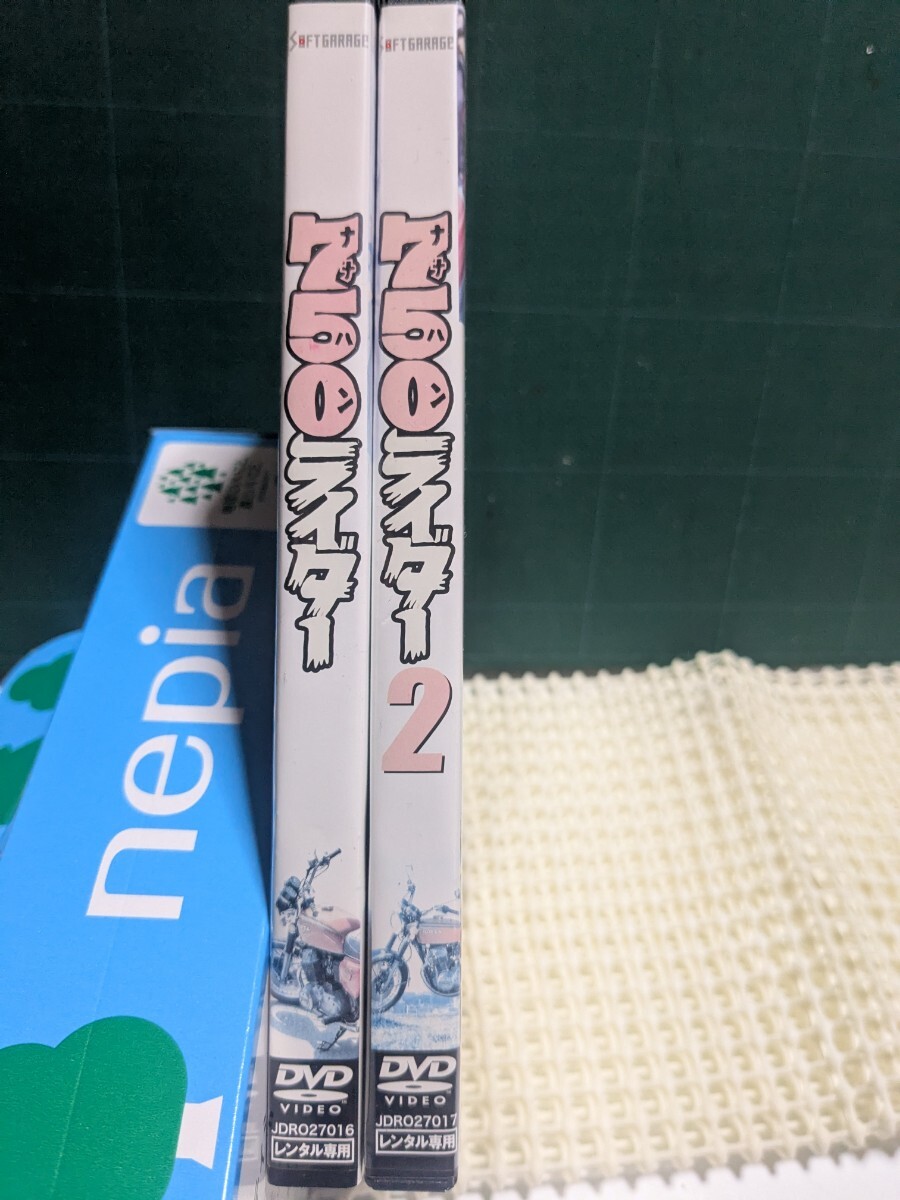 SOFTGARAGE
750ライダー
ナナハン
DVD
VIDEO
JDRO27016
レンタル専用
SOFTGARAGE
750ライダー
ナナハン
2
DVD
VIDEO
JDRO27017
レンタル専用
nepia